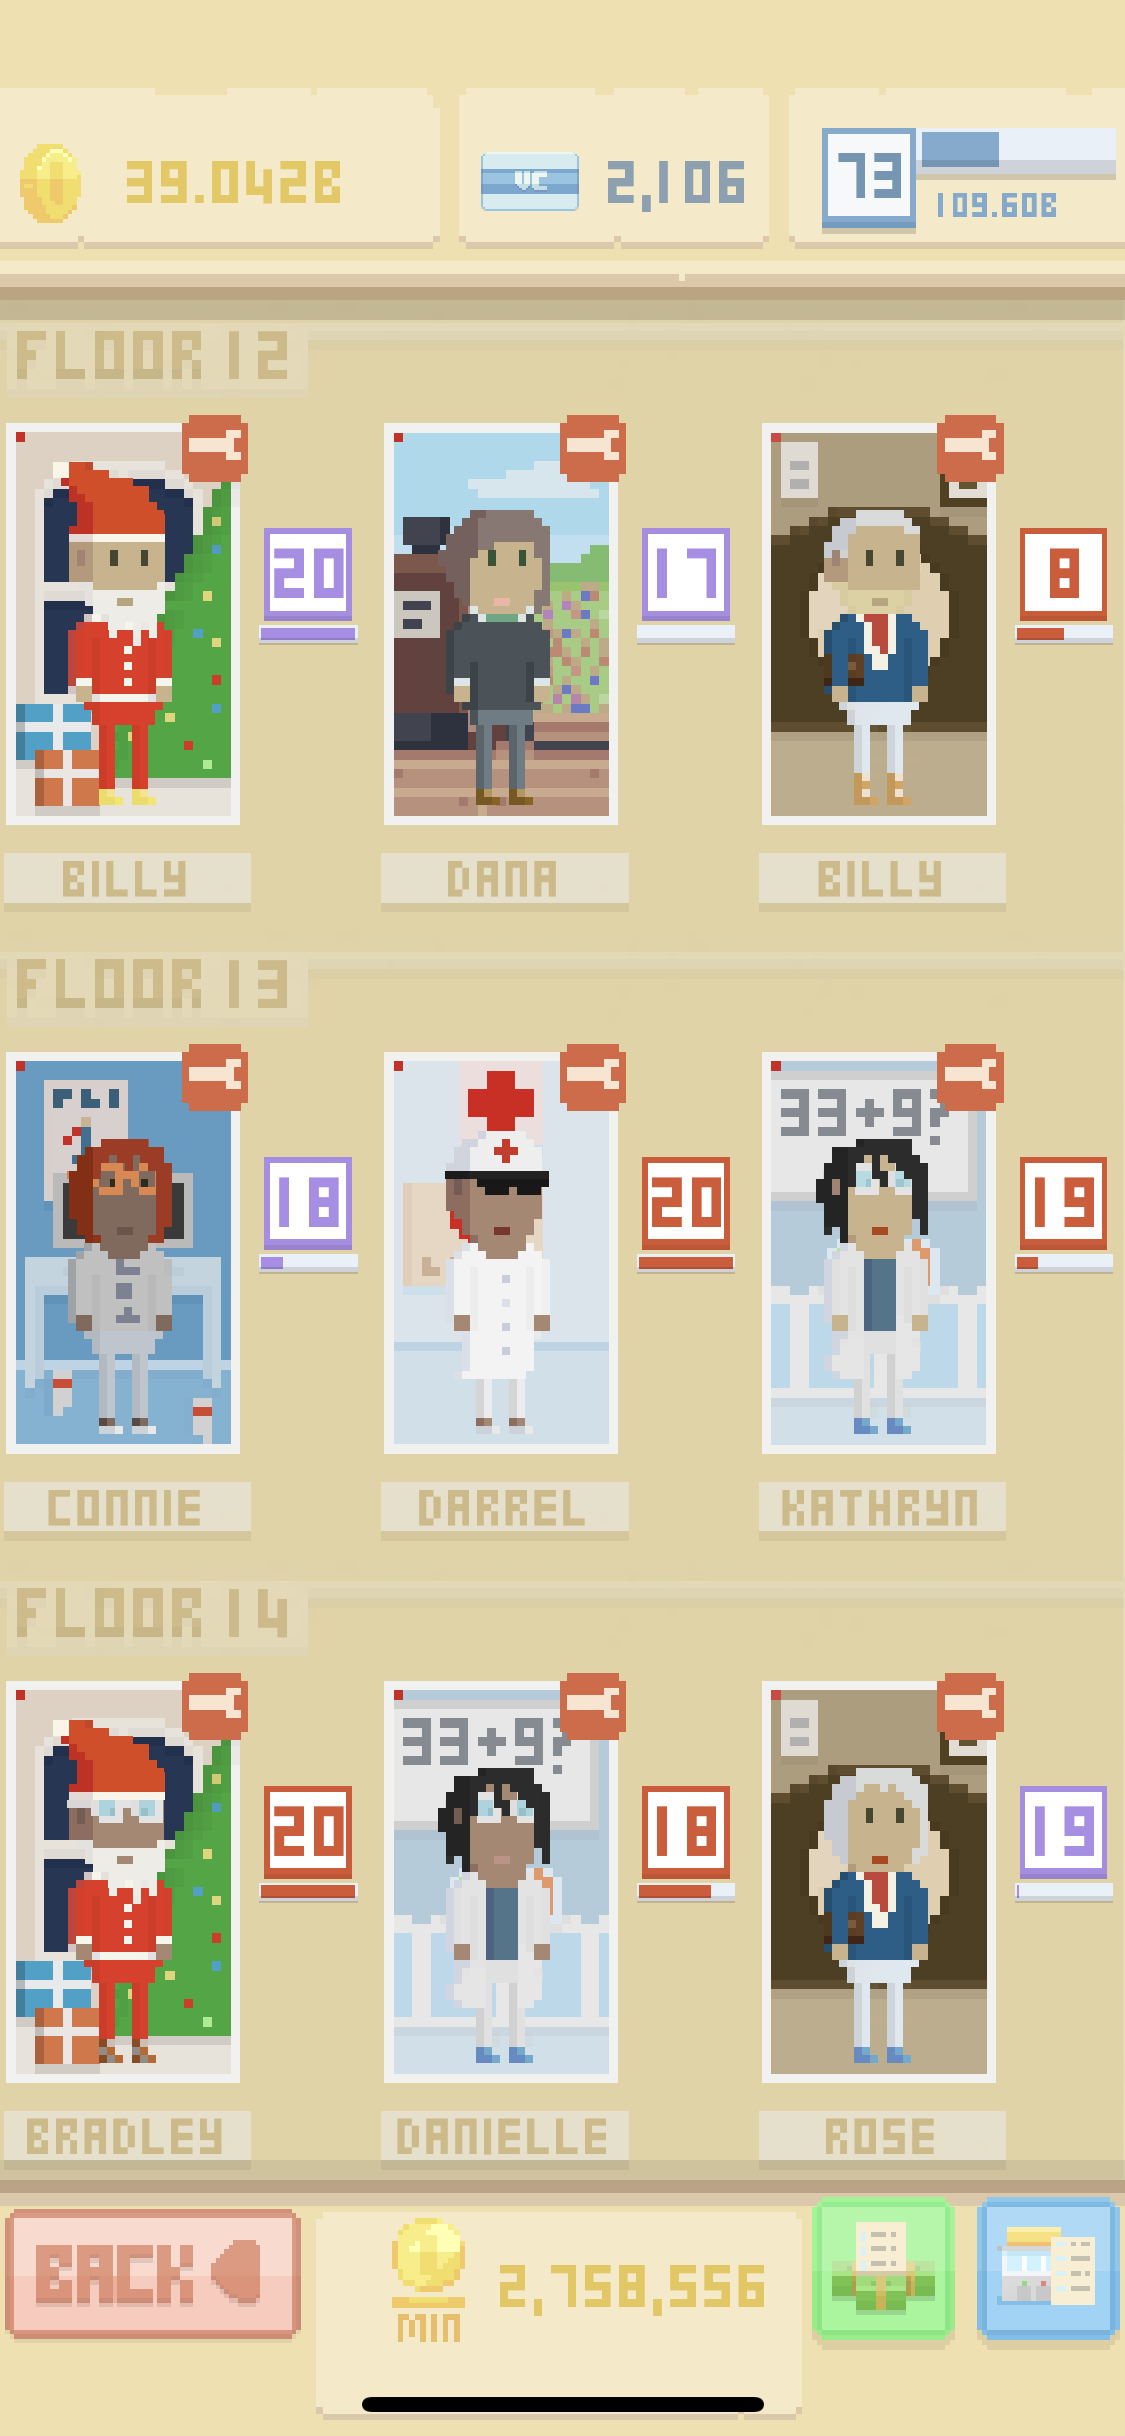 39.042B
VC
2,106
73
109.60B
FLOOR 12
20
17
8
BILLY
DANA
BILLY
FLOOR 13
33+9?
18
20
19
CONNIE
DARREL
KATHRYN
FLOOR 14
33+9?
20
18
19
BRADLEY
DANIELLE
ROSE
BACK
MIN
2,758,556